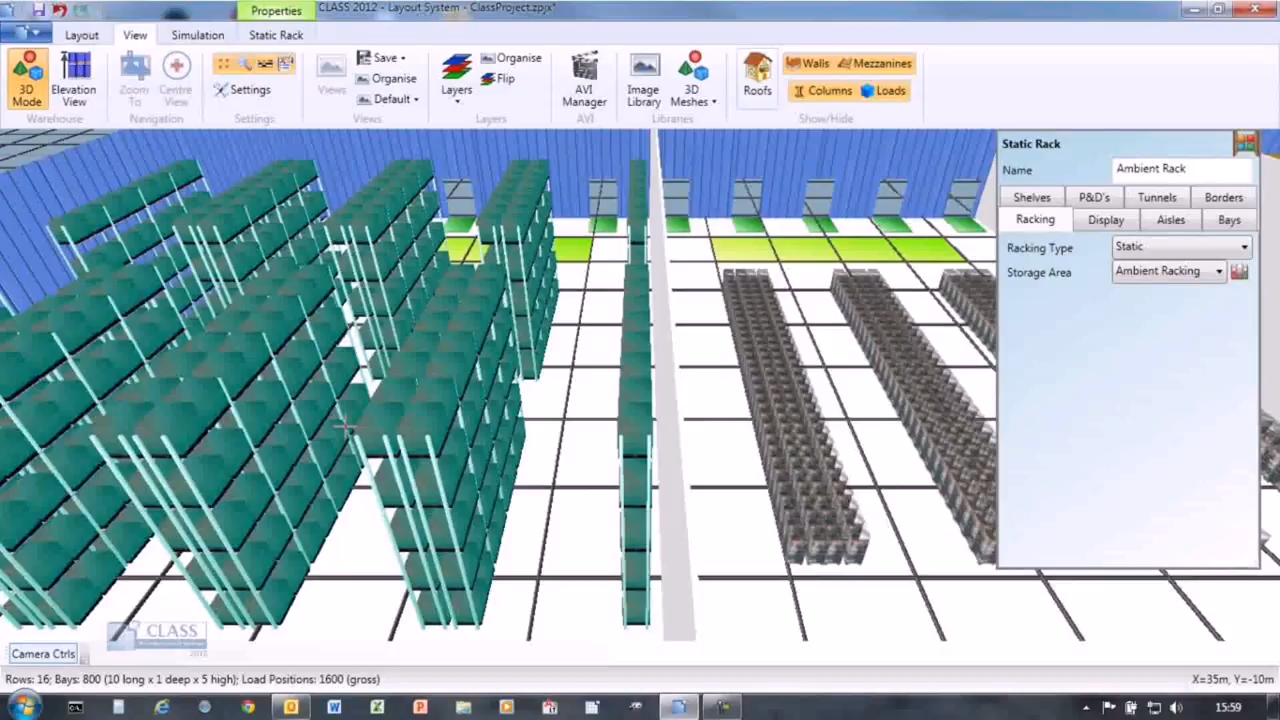 Properties
CLASS 2012 - Layout System - ClassProject.zpjx*
Layout
View
Simulation
Static Rack
3D Mode
Elevation View
Warehouse
Zoom To
Centre View
Navigation
Settings
Settings
Views
Save
Organise
Default
Views
Layers
Organise
Flip
Layers
AVI Manager
AVI
Image Library
3D Meshes
Libraries
Roofs
Walls
Mezzanines
Columns
Loads
Show/Hide
Static Rack
Name
Ambient Rack
Shelves
P&D's
Tunnels
Borders
Racking
Display
Aisles
Bays
Racking Type
Static
Storage Area
Ambient Racking
CLASS
Camera Ctrls
Rows: 16; Bays: 800 (10 long x 1 deep x 5 high); Load Positions: 1600 (gross)
X=35m, Y=-10m
15:59